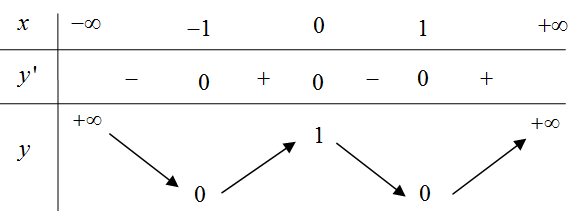 x −∞ −1 0 1 +∞
y' − 0 + 0 − 0 +
+∞ 1 +∞
y
0 0